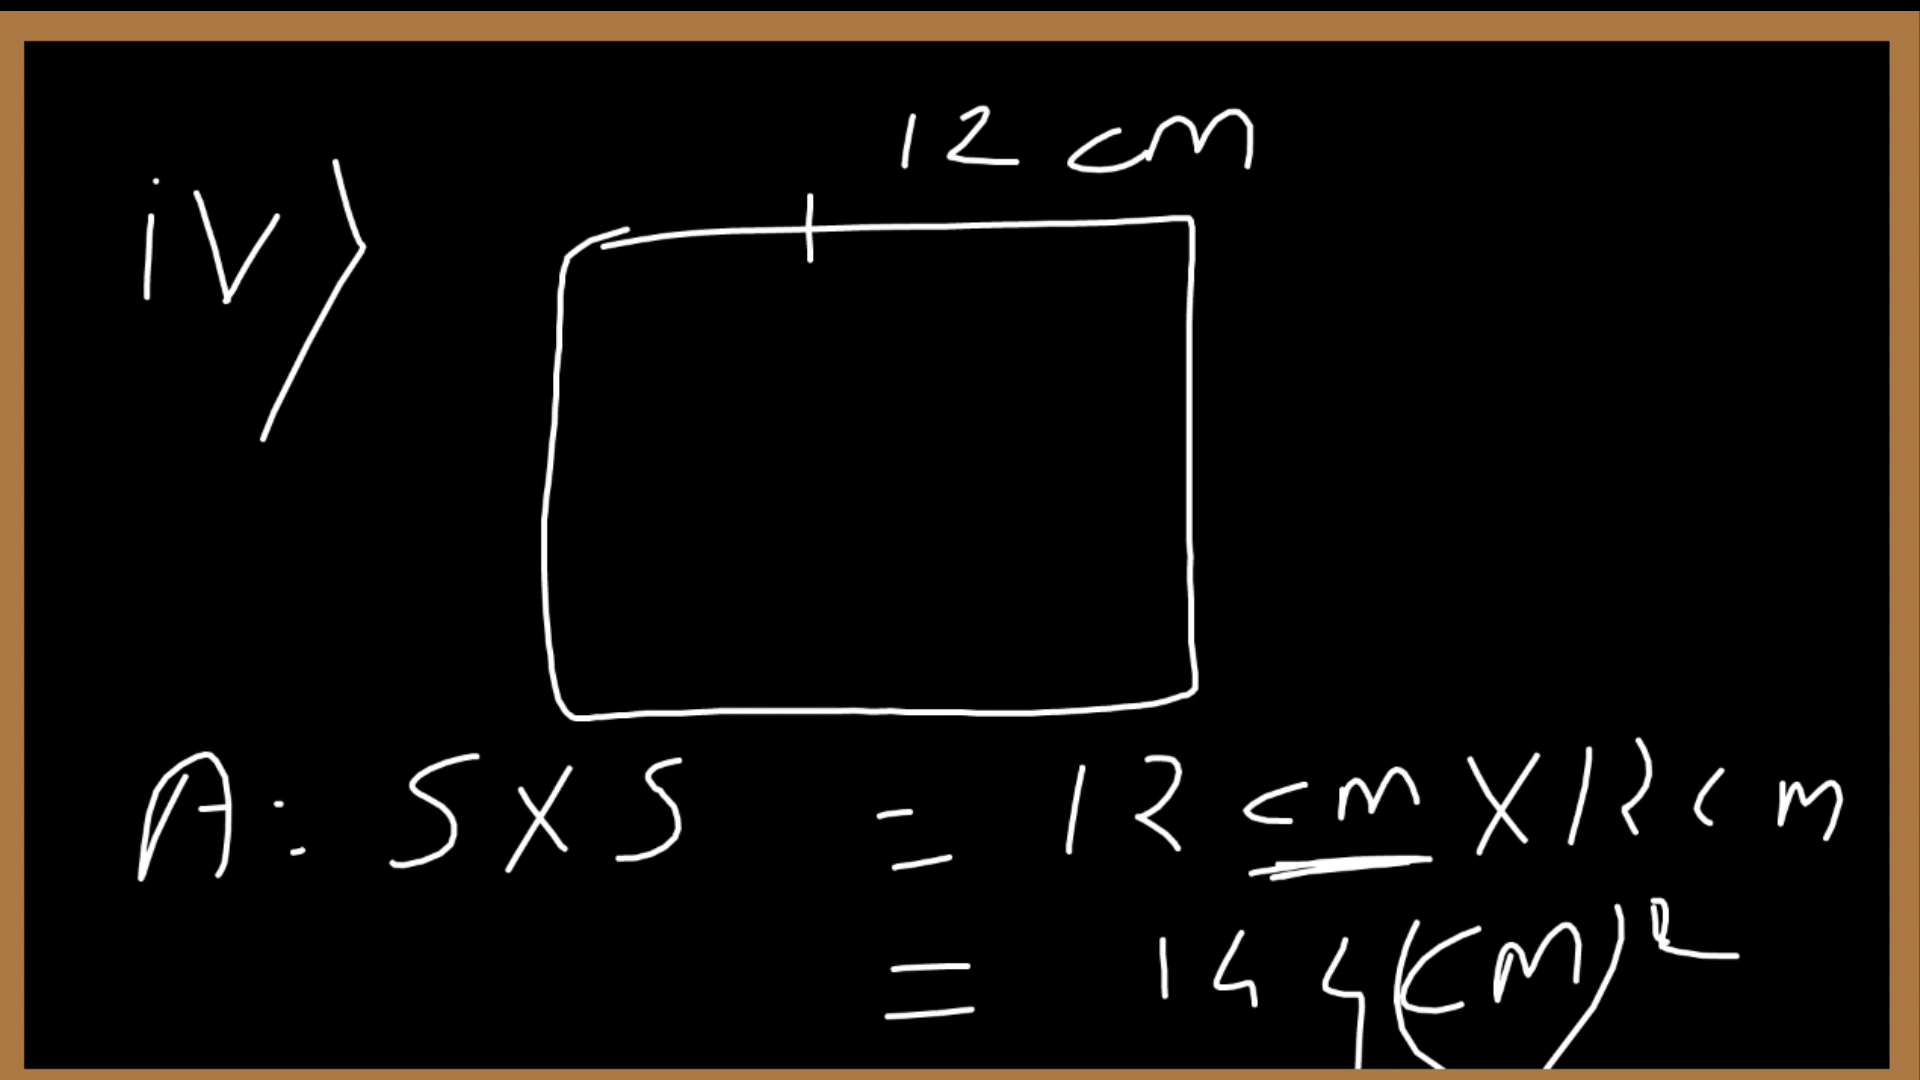 12 cm
iv)
A: S X S = 12 cm X 12 cm
= 144 (cm)²